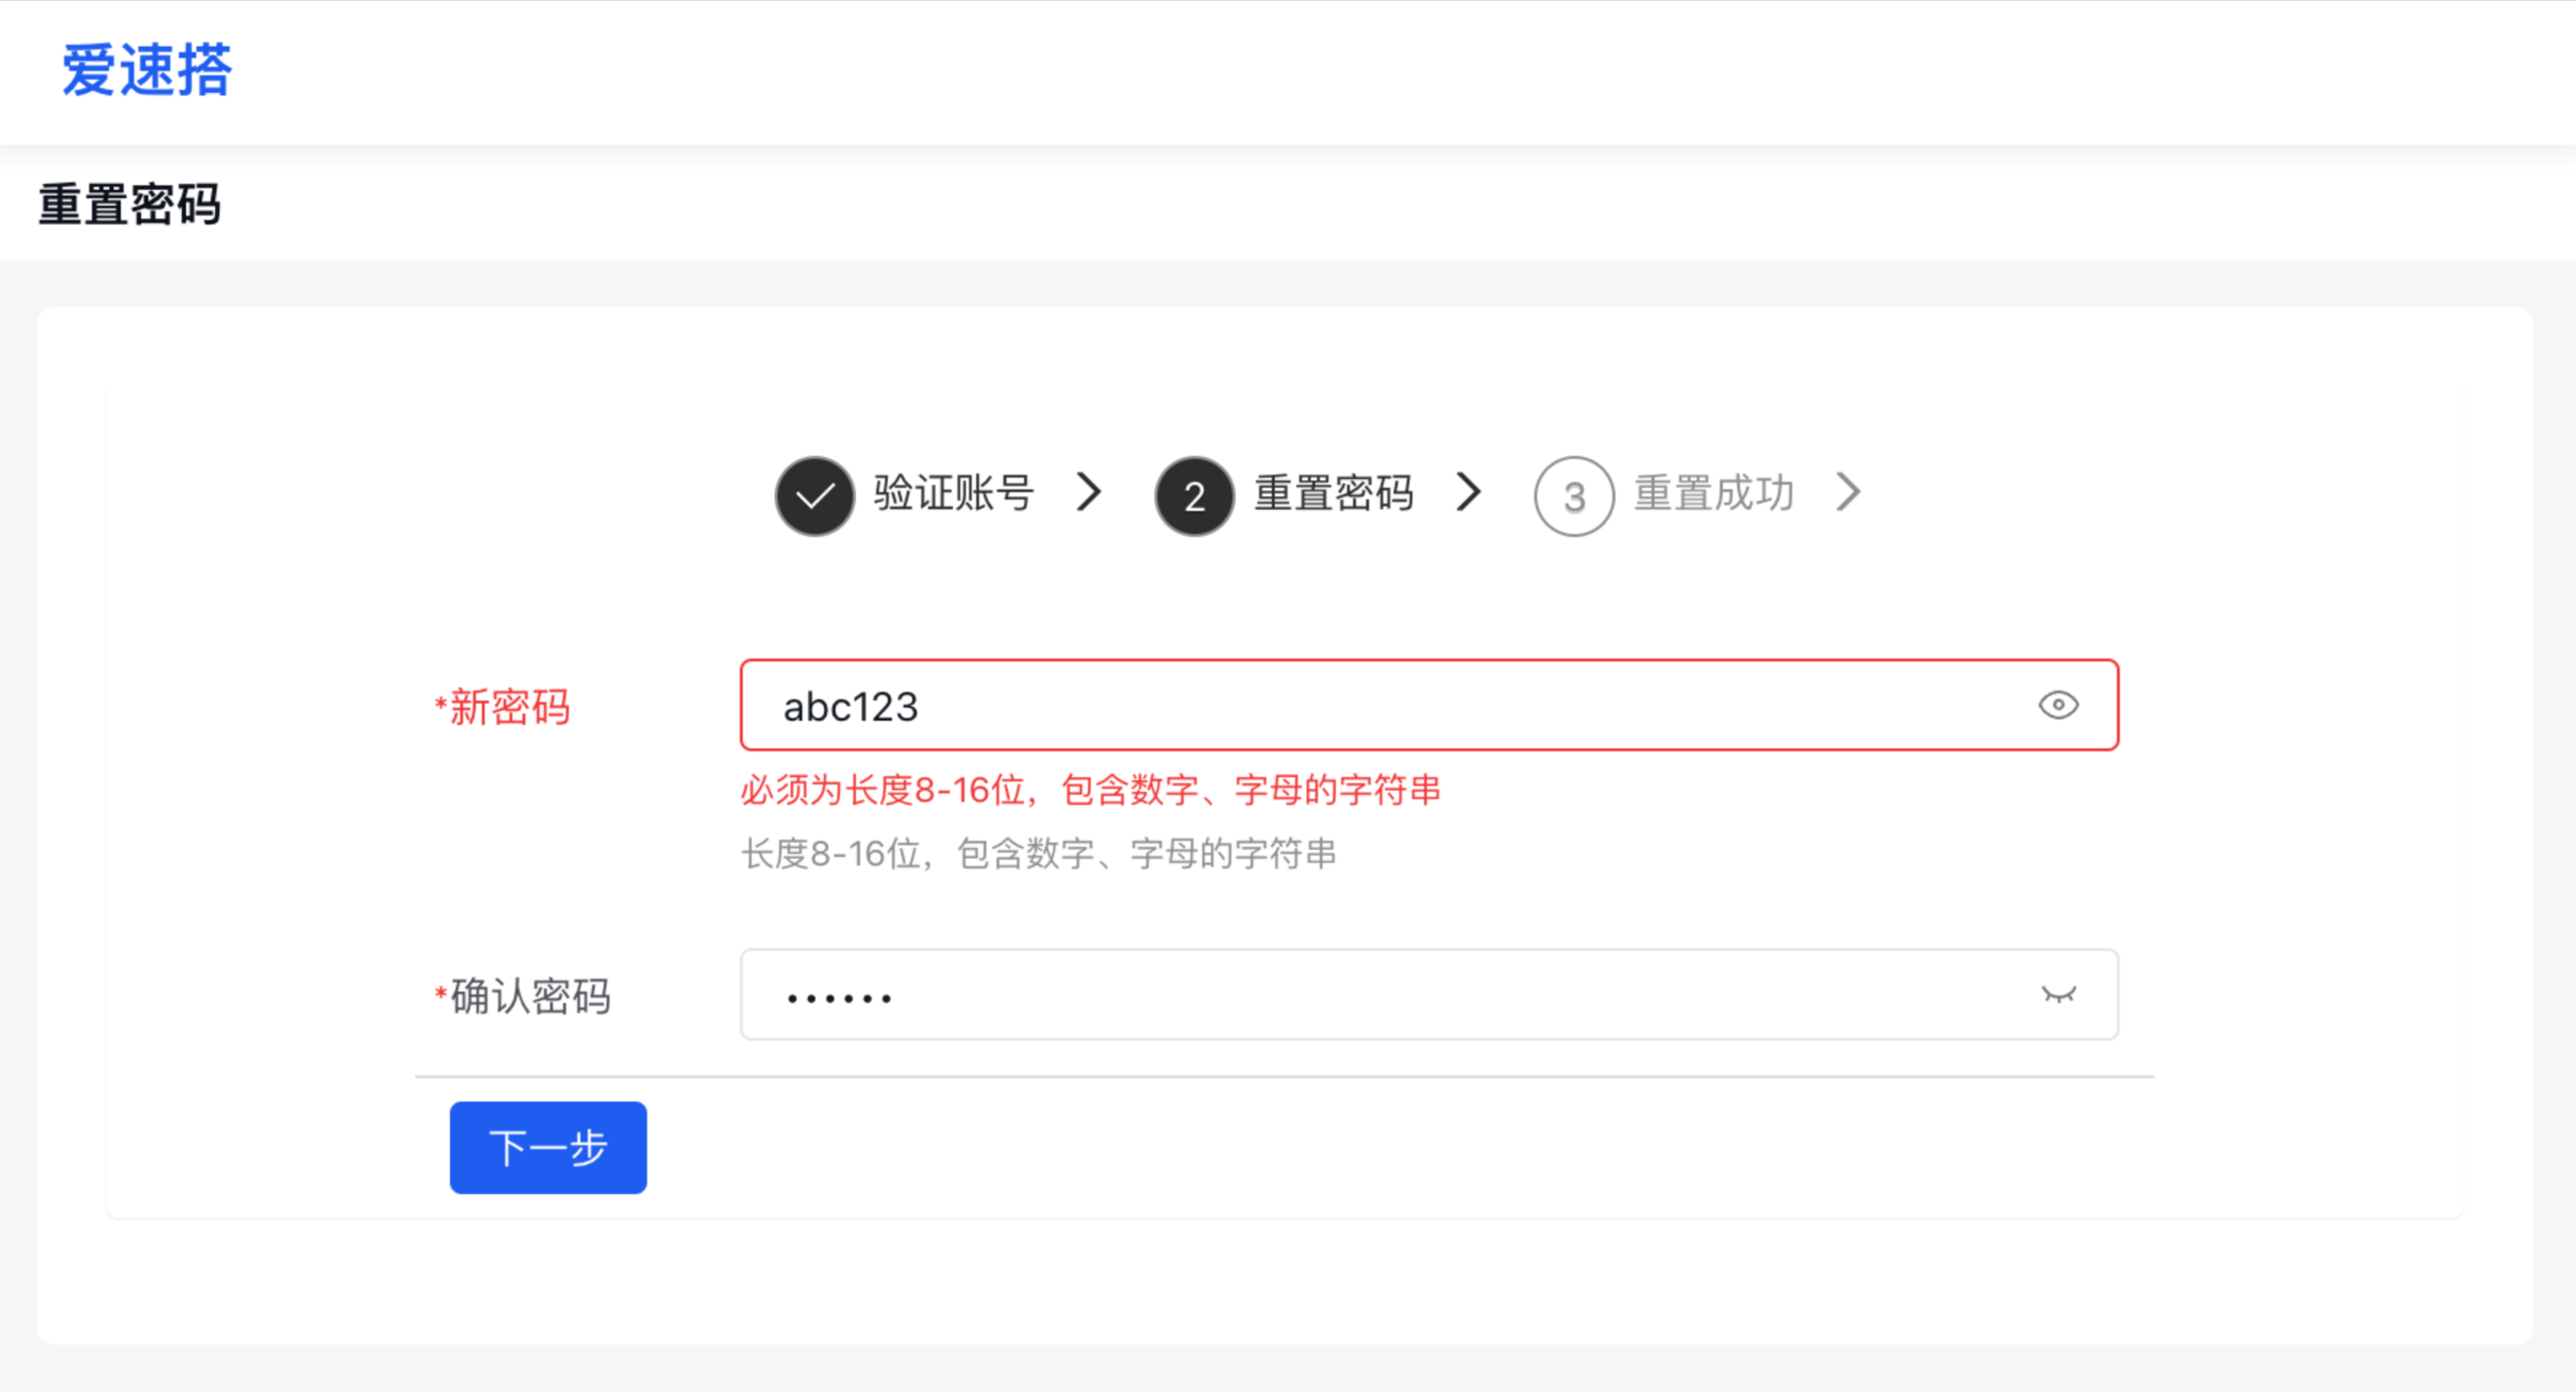 爱速搭
重置密码
验证账号 2 重置密码 3 重置成功
*新密码 abc123
必须为长度8-16位，包含数字、字母的字符串
长度8-16位，包含数字、字母的字符串
*确认密码 ••••••
下一步